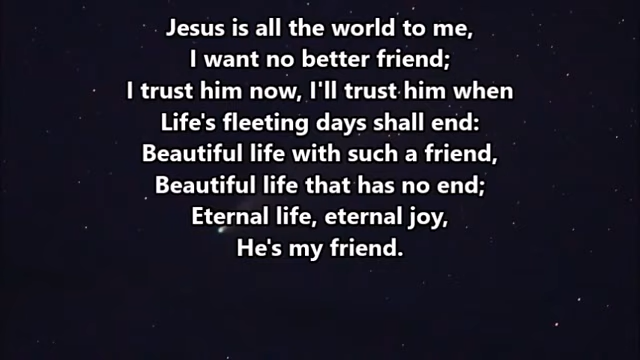 Jesus is all the world to me,
I want no better friend;
I trust him now, I'll trust him when
Life's fleeting days shall end:
Beautiful life with such a friend,
Beautiful life that has no end;
Eternal life, eternal joy,
He's my friend.